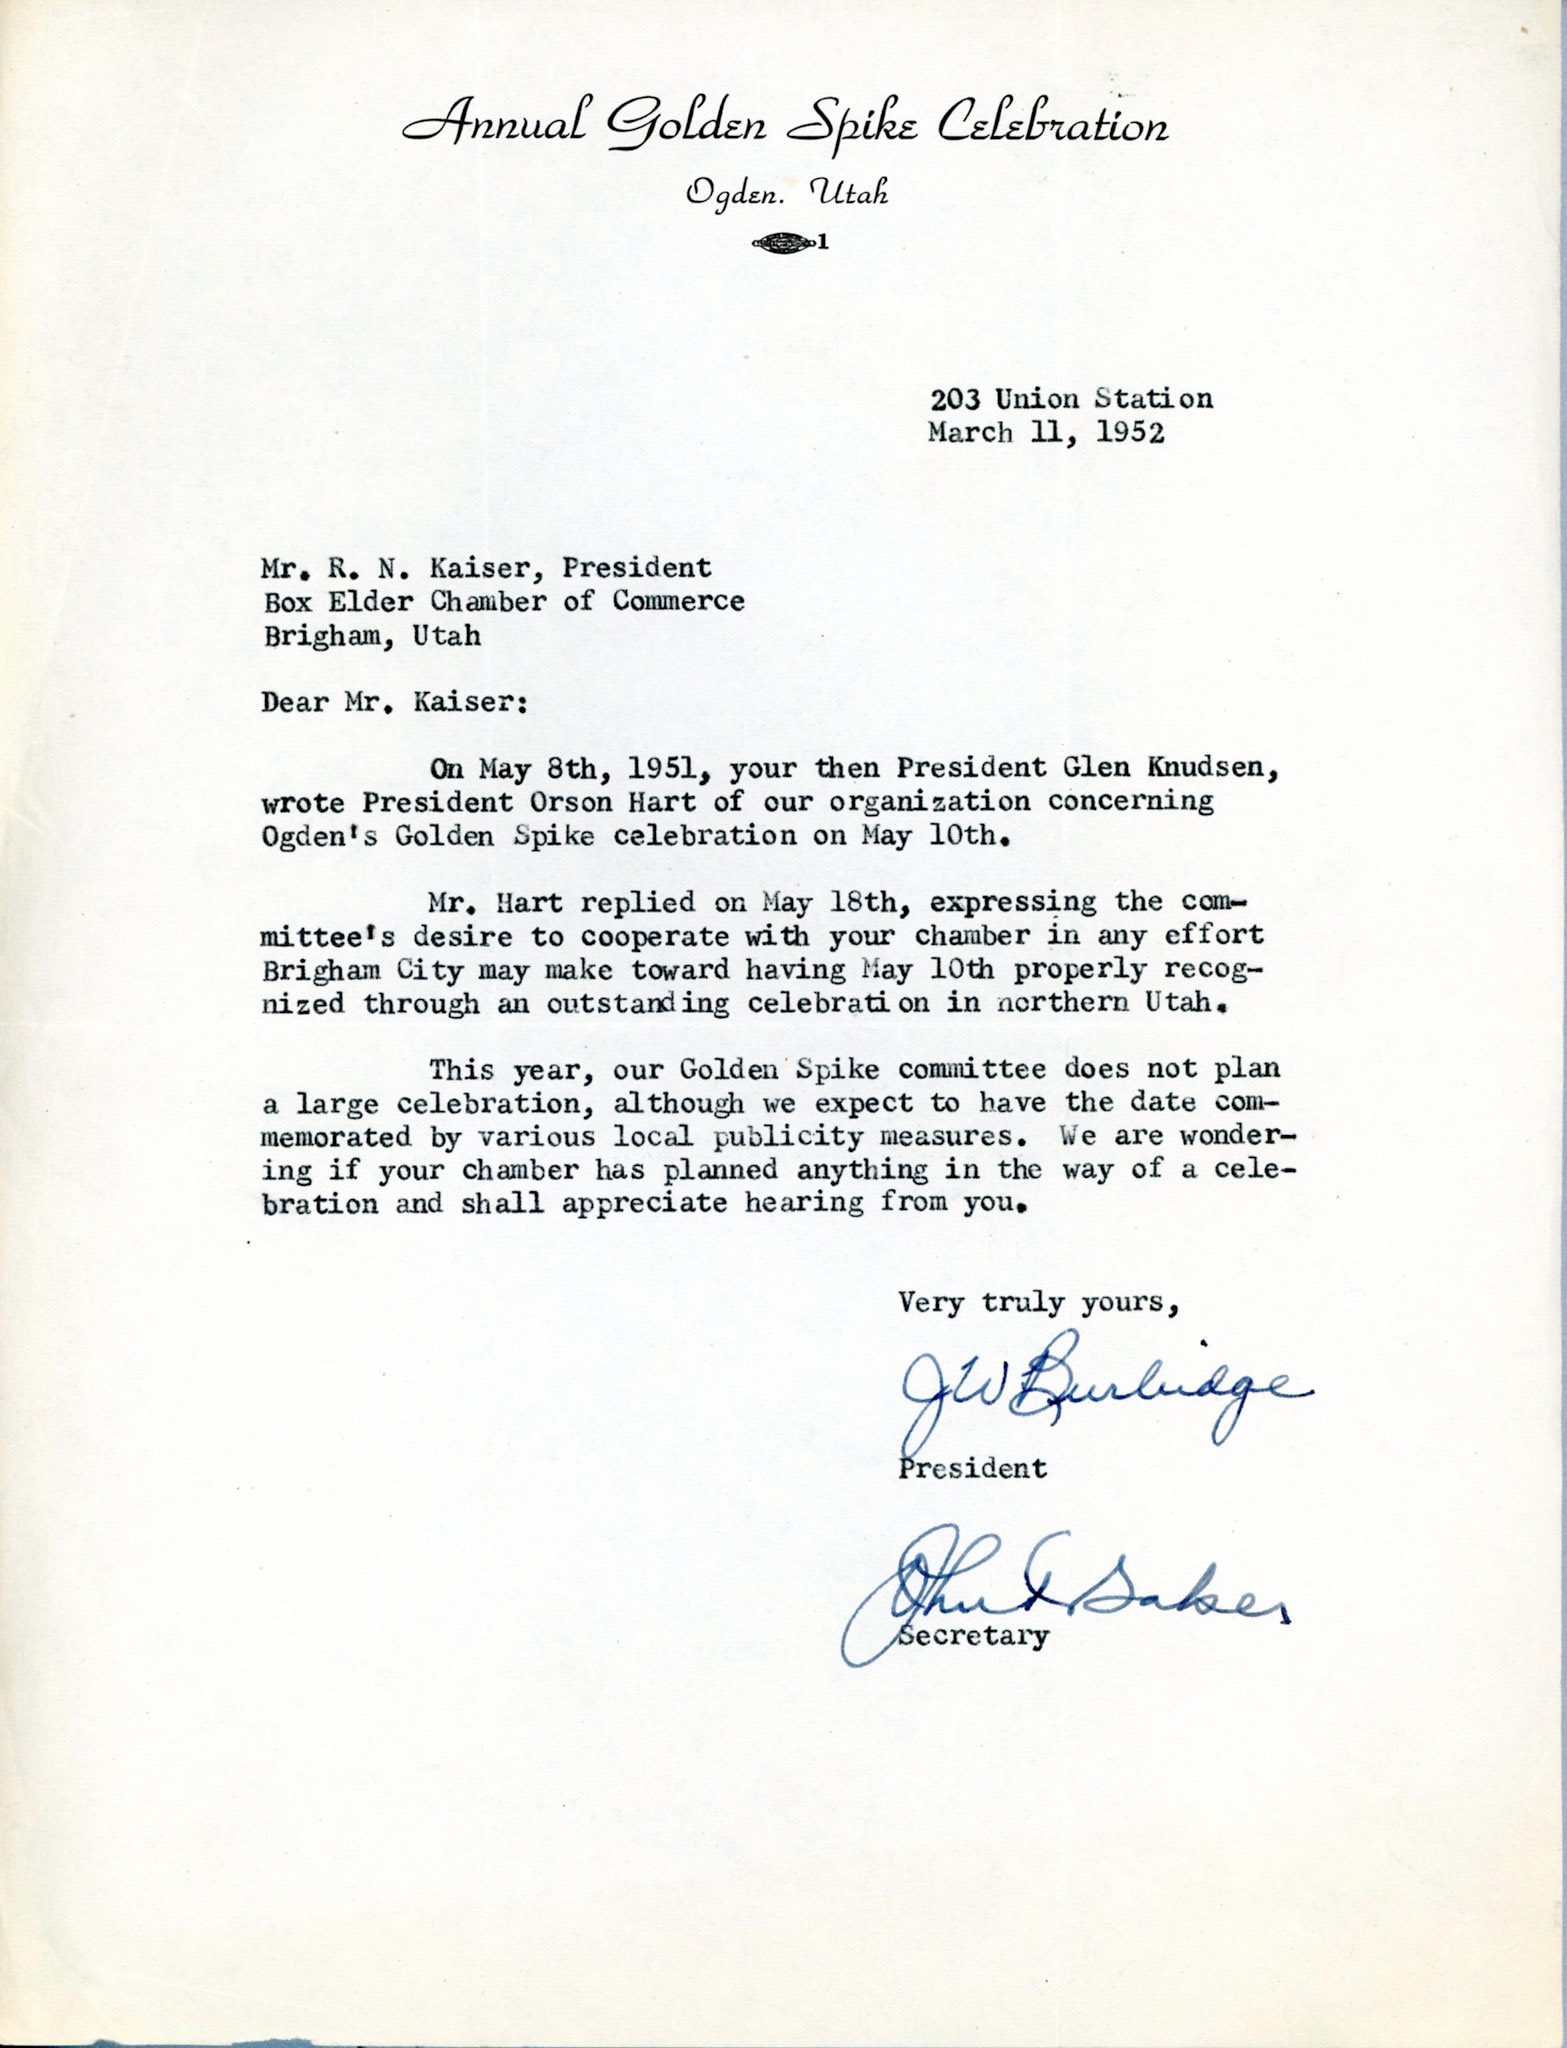 Annual Golden Spike Celebration
Ogden. Utah
1
203 Union Station
March 11, 1952
Mr. R. N. Kaiser, President
Box Elder Chamber of Commerce
Brigham, Utah
Dear Mr. Kaiser:
On May 8th, 1951, your then President Glen Knudsen,
wrote President Orson Hart of our organization concerning
Ogden's Golden Spike celebration on May 10th.
Mr. Hart replied on May 18th, expressing the com-
mittee's desire to cooperate with your chamber in any effort
Brigham City may make toward having May 10th properly recog-
nized through an outstanding celebration in northern Utah.
This year, our Golden Spike committee does not plan
a large celebration, although we expect to have the date com-
memorated by various local publicity measures. We are wonder-
ing if your chamber has planned anything in the way of a cele-
bration and shall appreciate hearing from you.
Very truly yours,
JW Burbidge
President
John Baker
Secretary